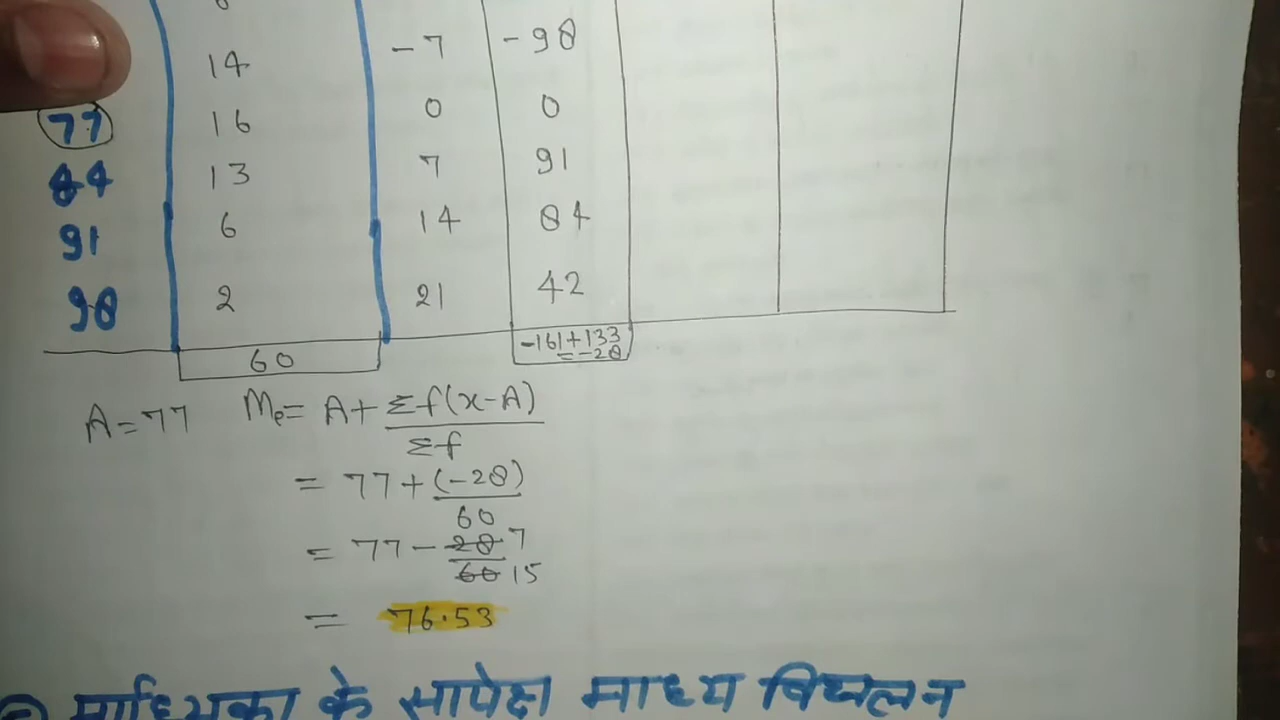 14 -7 -98
77 16 0 0
84 13 7 91
91 6 14 84
98 2 21 42
60 -161+133
=-28
A=77 Me= A+ Σf(x-A)
Σf
= 77+(-28)
60
= 77- 28 7
60 15
= 76.53
माध्यिका के सापेक्ष माध्य विचलन